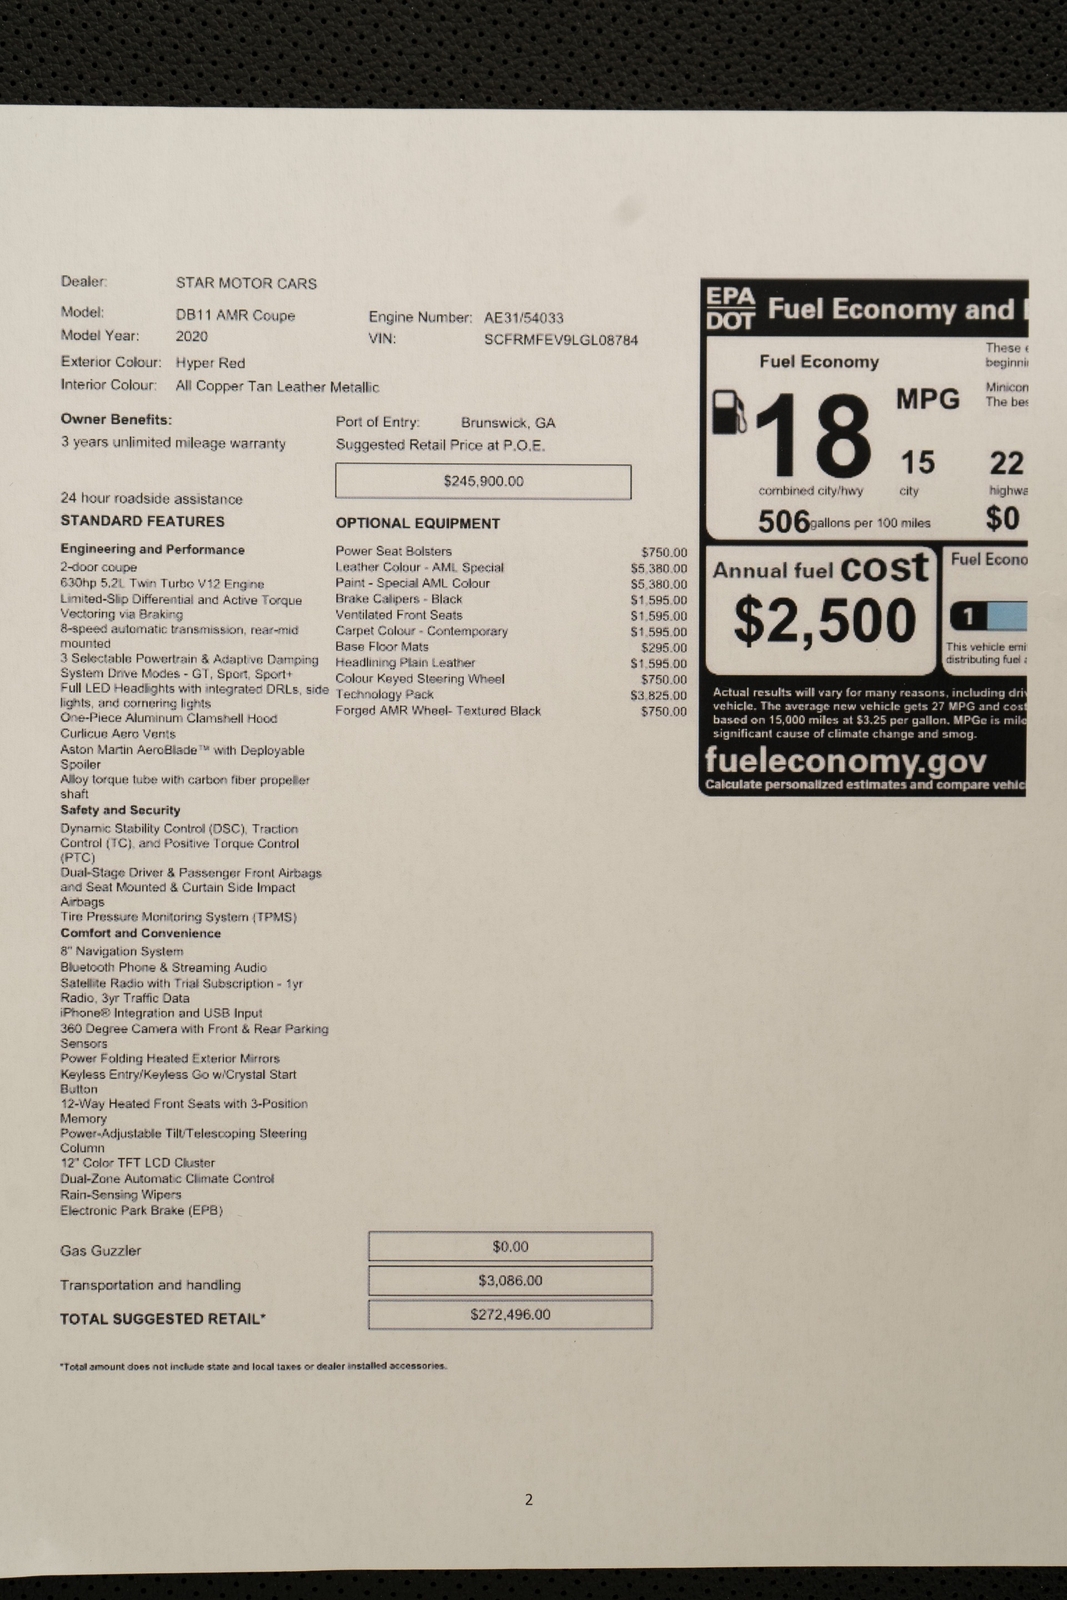 Dealer: STAR MOTOR CARS
Model: DB11 AMR Coupe Engine Number: AE31/54033
Model Year: 2020 VIN: SCFRMFEV9LGL08784
Exterior Colour: Hyper Red
Interior Colour: All Copper Tan Leather Metallic
Owner Benefits: Port of Entry: Brunswick, GA
3 years unlimited mileage warranty Suggested Retail Price at P.O.E.
$245,900.00
24 hour roadside assistance
STANDARD FEATURES
Engineering and Performance
2-door coupe
630hp 5.2L Twin Turbo V12 Engine
Limited-Slip Differential and Active Torque
Vectoring via Braking
8-speed automatic transmission, rear-mid
mounted
3 Selectable Powertrain & Adaptive Damping
System Drive Modes - GT, Sport, Sport+
Full LED Headlights with integrated DRLs, side
lights, and cornering lights
One-Piece Aluminum Clamshell Hood
Curlicue Aero Vents
Aston Martin AeroBlade™ with Deployable
Spoiler
Alloy torque tube with carbon fiber propeller
shaft
Safety and Security
Dynamic Stability Control (DSC), Traction
Control (TC), and Positive Torque Control
(PTC)
Dual-Stage Driver & Passenger Front Airbags
and Seat Mounted & Curtain Side Impact
Airbags
Tire Pressure Monitoring System (TPMS)
Comfort and Convenience
8" Navigation System
Bluetooth Phone & Streaming Audio
Satellite Radio with Trial Subscription - 1yr
Radio, 3yr Traffic Data
iPhone® Integration and USB Input
360 Degree Camera with Front & Rear Parking
Sensors
Power Folding Heated Exterior Mirrors
Keyless Entry/Keyless Go w/Crystal Start
Button
12-Way Heated Front Seats with 3-Position
Memory
Power-Adjustable Tilt/Telescoping Steering
Column
12" Color TFT LCD Cluster
Dual-Zone Automatic Climate Control
Rain-Sensing Wipers
Electronic Park Brake (EPB)
OPTIONAL EQUIPMENT
Power Seat Bolsters $750.00
Leather Colour - AML Special $5,380.00
Paint - Special AML Colour $5,380.00
Brake Calipers - Black $1,595.00
Ventilated Front Seats $1,595.00
Carpet Colour - Contemporary $1,595.00
Base Floor Mats $295.00
Headlining Plain Leather $1,595.00
Colour Keyed Steering Wheel $750.00
Technology Pack $3,825.00
Forged AMR Wheel- Textured Black $750.00
Gas Guzzler $0.00
Transportation and handling $3,086.00
TOTAL SUGGESTED RETAIL* $272,496.00
*Total amount does not include state and local taxes or dealer installed accessories.
2
EPA
DOT Fuel Economy and
Fuel Economy
These
beginni
Minicon
The bes
18 MPG
15 22
combined city/hwy city highwa
506 gallons per 100 miles $0
Annual fuel cost
$2,500
Fuel Econo
1
This vehicle emi
distributing fuel
Actual results will vary for many reasons, including driv
vehicle. The average new vehicle gets 27 MPG and cost
based on 15,000 miles at $3.25 per gallon. MPGe is mile
significant cause of climate change and smog.
fueleconomy.gov
Calculate personalized estimates and compare vehic